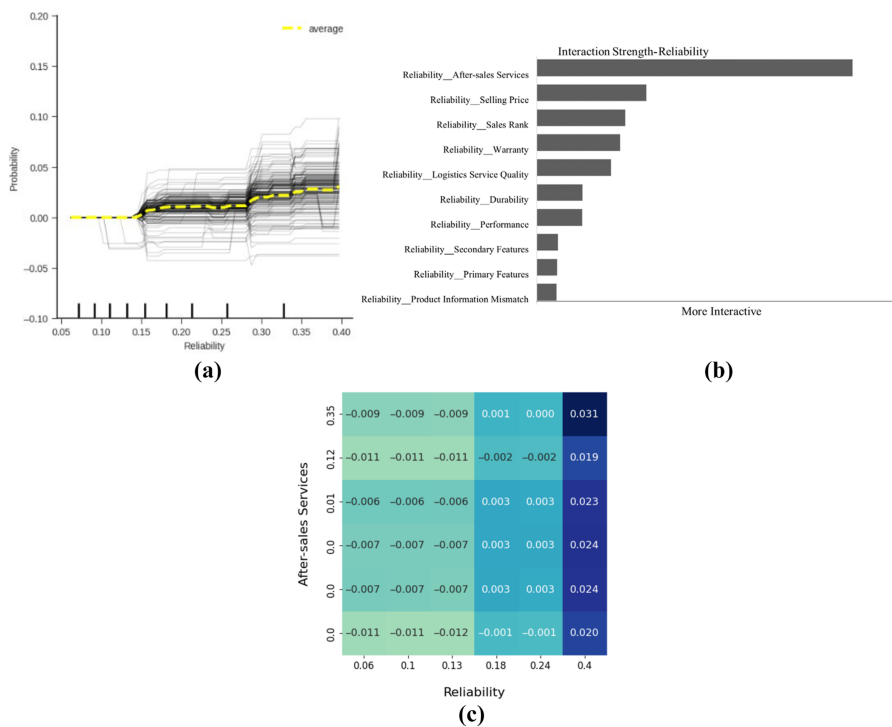 0.20
0.15
0.10
0.05
0.00
−0.05
−0.10
Probability
average
0.05 0.10 0.15 0.20 0.25 0.30 0.35 0.40
Reliability
(a)
Interaction Strength-Reliability
Reliability__After-sales Services
Reliability__Selling Price
Reliability__Sales Rank
Reliability__Warranty
Reliability__Logistics Service Quality
Reliability__Durability
Reliability__Performance
Reliability__Secondary Features
Reliability__Primary Features
Reliability__Product Information Mismatch
More Interactive
(b)
After-sales Services
0.35 −0.009 −0.009 −0.009 0.001 0.000 0.031
0.12 −0.011 −0.011 −0.011 −0.002 −0.002 0.019
0.01 −0.006 −0.006 −0.006 0.003 0.003 0.023
0.0 −0.007 −0.007 −0.007 0.003 0.003 0.024
0.0 −0.007 −0.007 −0.007 0.003 0.003 0.024
0.0 −0.011 −0.011 −0.012 −0.001 −0.001 0.020
0.06 0.1 0.13 0.18 0.24 0.4
Reliability
(c)